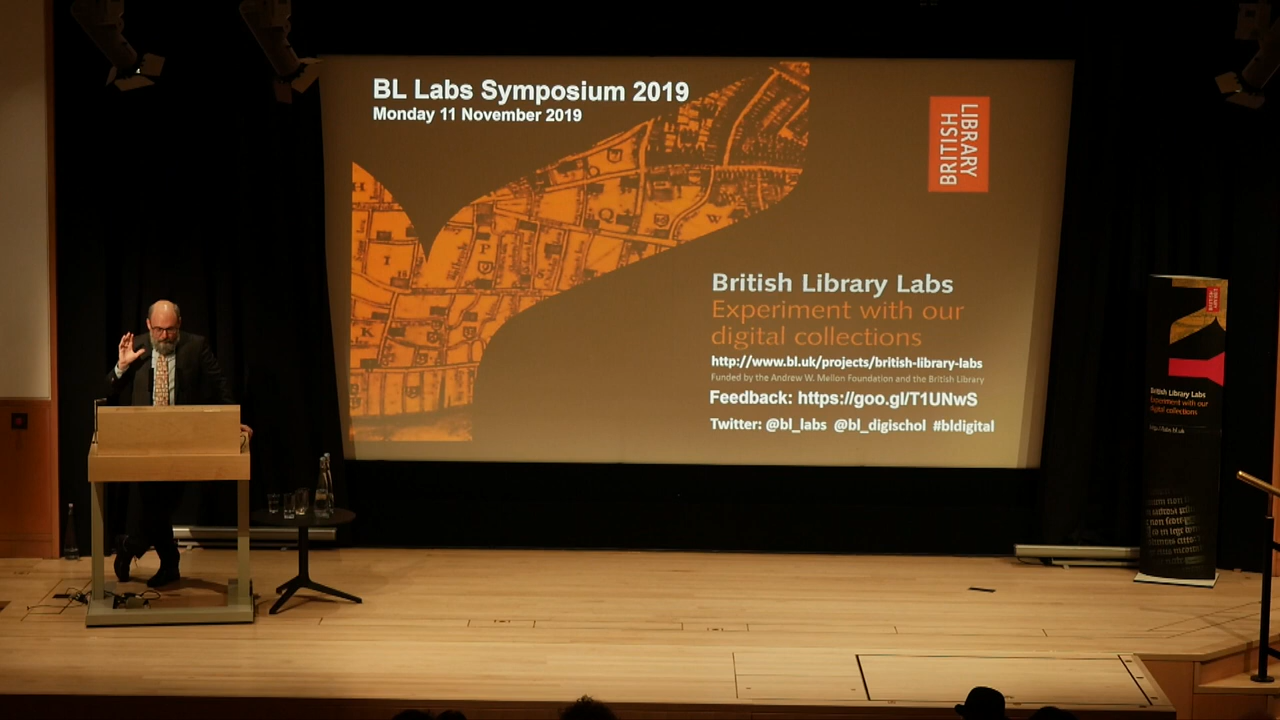 BL Labs Symposium 2019
Monday 11 November 2019
BRITISH
LIBRARY
British Library Labs
Experiment with our
digital collections
http://www.bl.uk/projects/british-library-labs
Funded by the Andrew W. Mellon Foundation and the British Library
Feedback: https://goo.gl/T1UNwS
Twitter: @bl_labs @bl_digischol #bldigital
British Library Labs
Experiment with our
digital collections